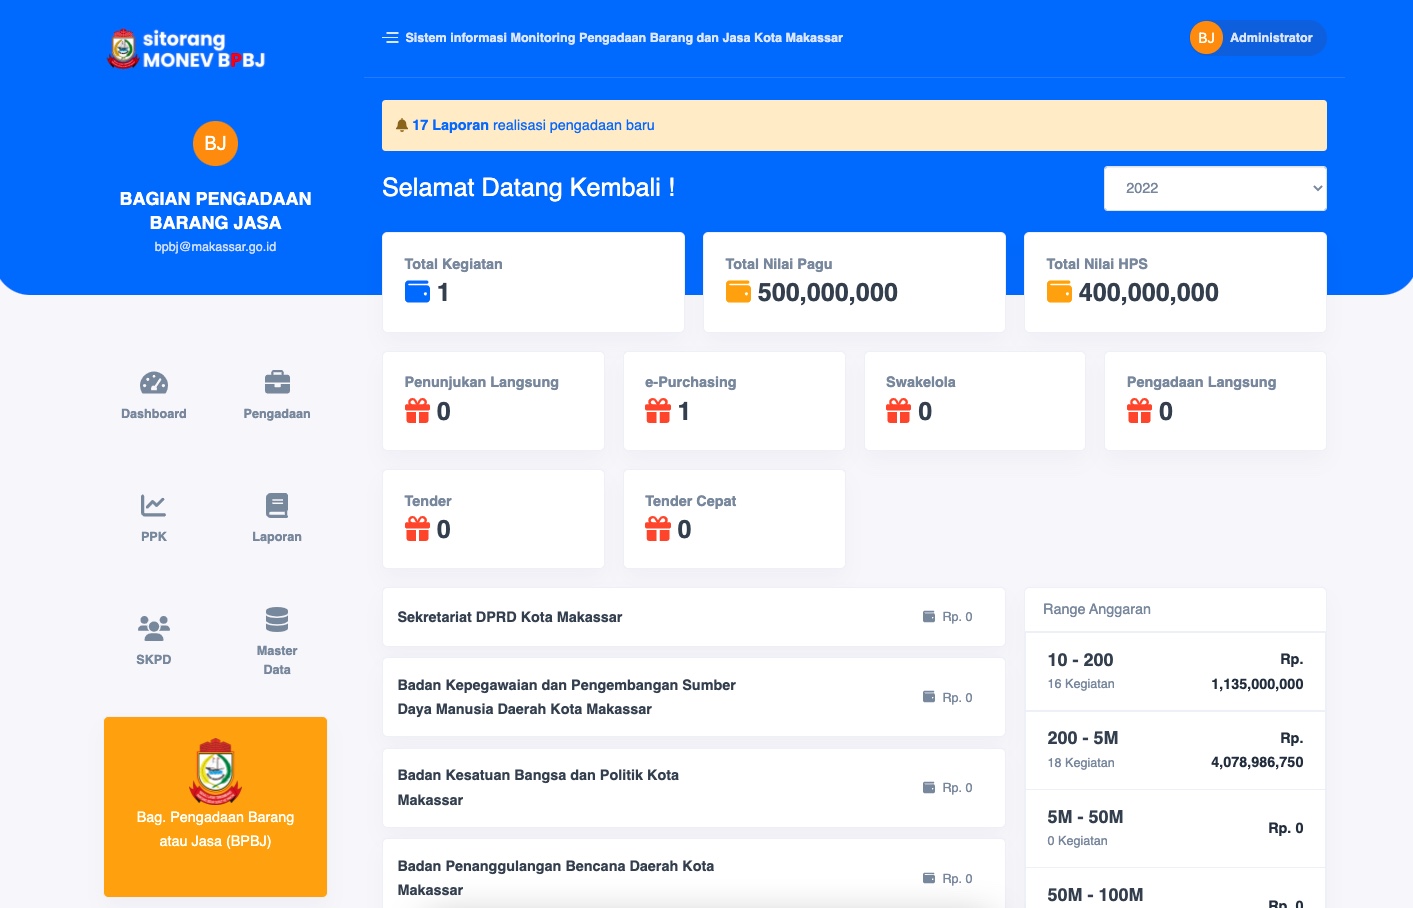 sitorang
MONEV BPBJ
Sistem informasi Monitoring Pengadaan Barang dan Jasa Kota Makassar
BJ Administrator
BJ
BAGIAN PENGADAAN
BARANG JASA
bpbj@makassar.go.id
Dashboard
Pengadaan
PPK
Laporan
SKPD
Master
Data
Bag. Pengadaan Barang
atau Jasa (BPBJ)
17 Laporan realisasi pengadaan baru
Selamat Datang Kembali !
2022
Total Kegiatan
1
Total Nilai Pagu
500,000,000
Total Nilai HPS
400,000,000
Penunjukan Langsung
0
e-Purchasing
1
Swakelola
0
Pengadaan Langsung
0
Tender
0
Tender Cepat
0
Sekretariat DPRD Kota Makassar
Rp. 0
Badan Kepegawaian dan Pengembangan Sumber
Daya Manusia Daerah Kota Makassar
Rp. 0
Badan Kesatuan Bangsa dan Politik Kota
Makassar
Rp. 0
Badan Penanggulangan Bencana Daerah Kota
Makassar
Rp. 0
Range Anggaran
10 - 200
16 Kegiatan
Rp.
1,135,000,000
200 - 5M
18 Kegiatan
Rp.
4,078,986,750
5M - 50M
0 Kegiatan
Rp. 0
50M - 100M
Rp. 0